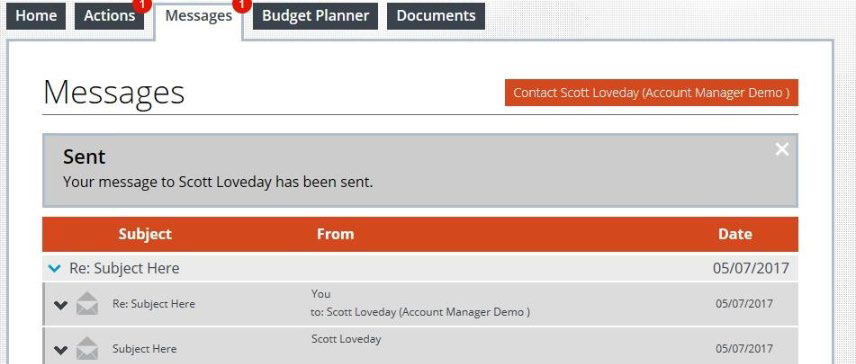 Home Actions 1 Messages 1 Budget Planner Documents
Messages
Contact Scott Loveday (Account Manager Demo )
Sent
Your message to Scott Loveday has been sent.
Subject From Date
Re: Subject Here 05/07/2017
You
Re: Subject Here 05/07/2017
to: Scott Loveday (Account Manager Demo )
Scott Loveday
Subject Here 05/07/2017